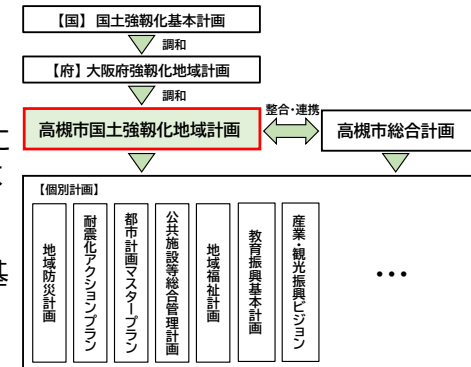 【国】国土強靱化基本計画
調和
【府】大阪府強靱化地域計画
調和
高槻市国土強靱化地域計画
整合・連携
高槻市総合計画
【個別計画】
地域防災計画
耐震化アクションプラン
都市計画マスタープラン
公共施設等総合管理計画
地域福祉計画
教育振興基本計画
産業・観光振興ビジョン
…